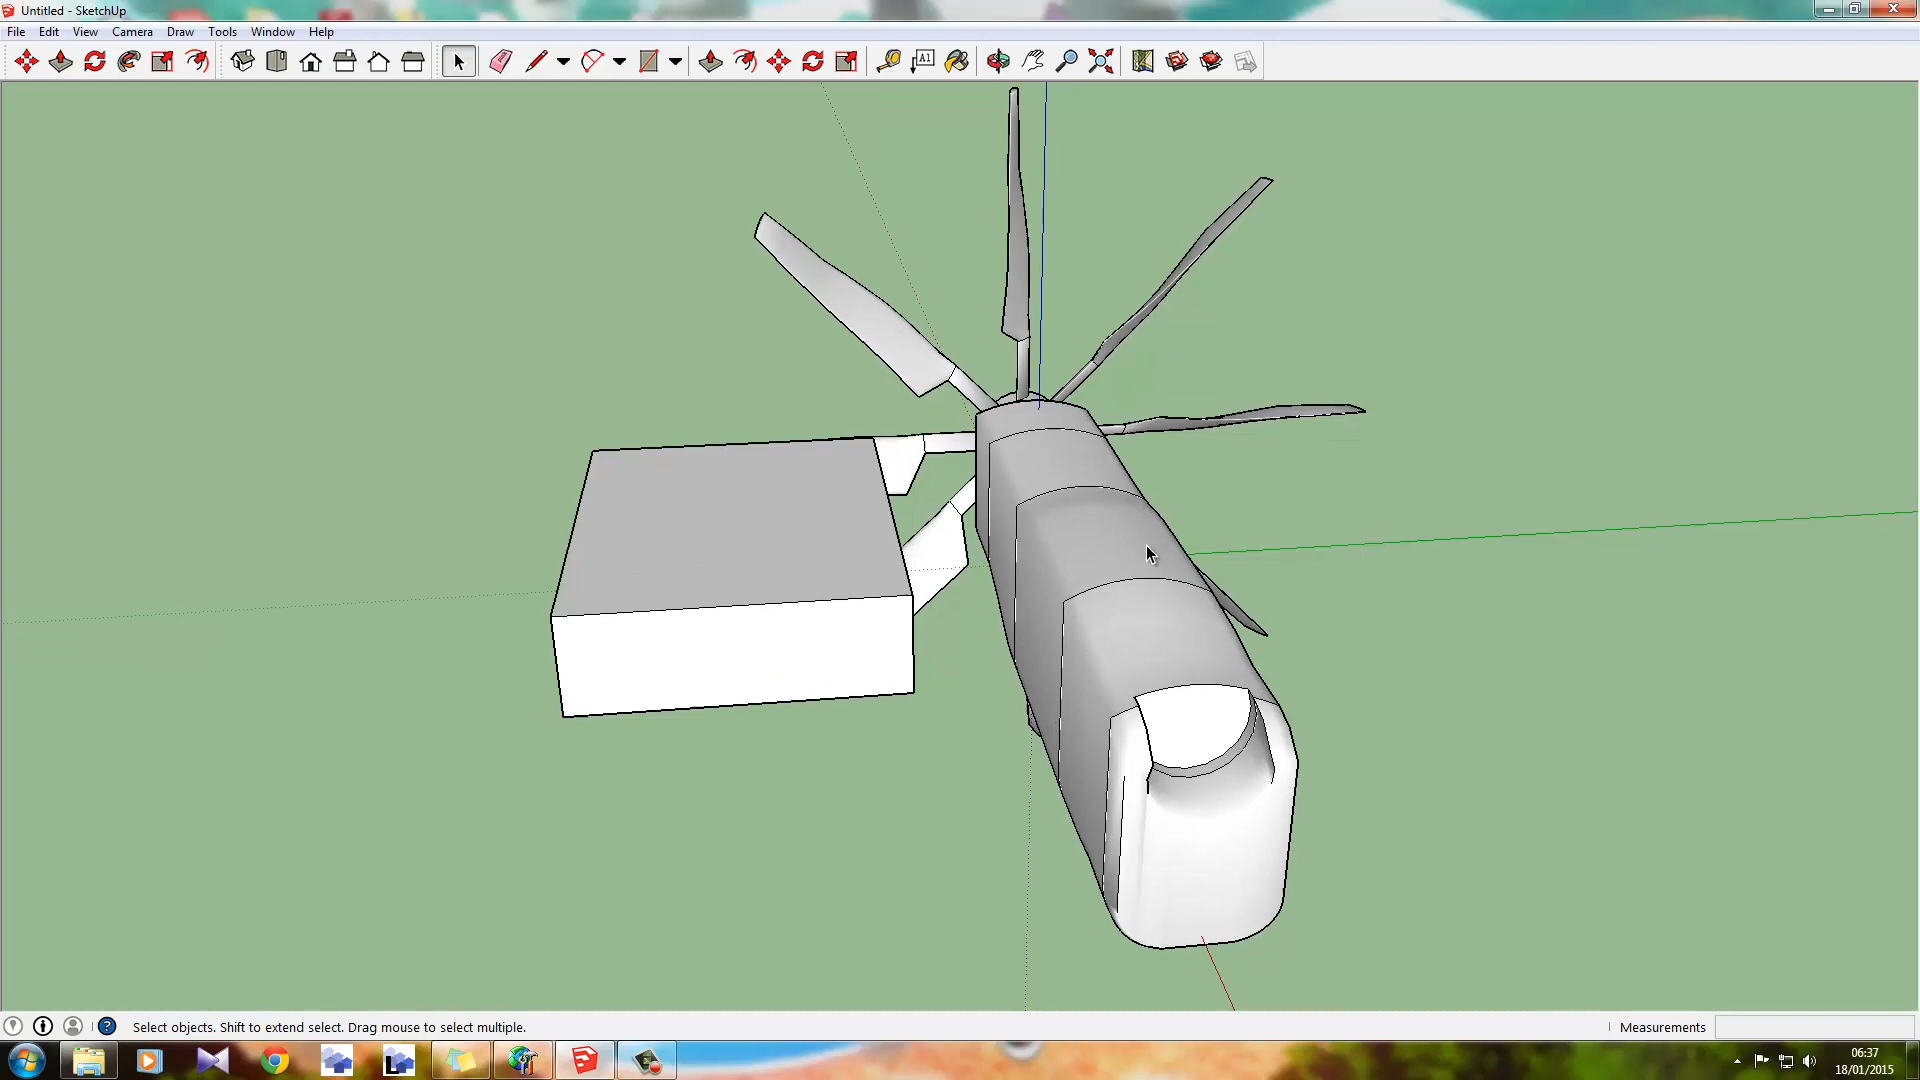 Untitled - SketchUp
File Edit View Camera Draw Tools Window Help
A1
Select objects. Shift to extend select. Drag mouse to select multiple.
Measurements
L
06:37
18/01/2015